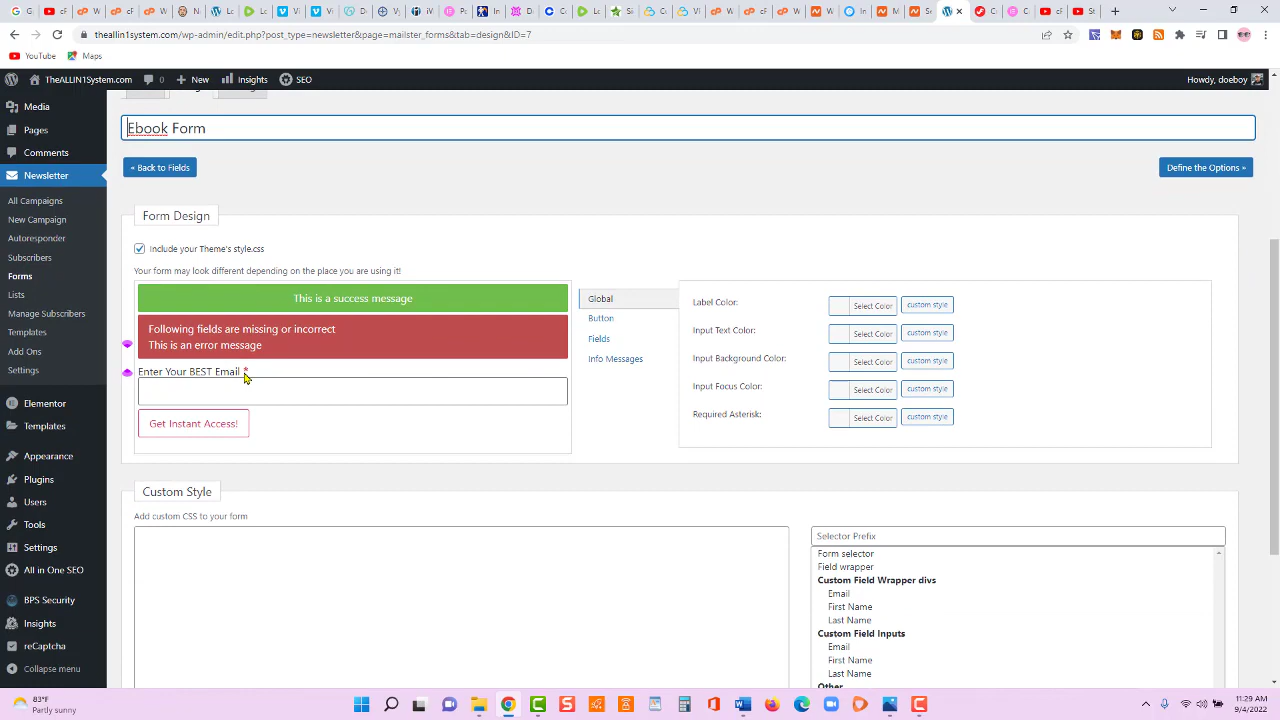 theallin1system.com/wp-admin/edit.php?post_type=newsletter&page=mailster_forms&tab=design&ID=7
YouTube
Maps
TheALLIN1System.com
0
New
Insights
SEO
Howdy, doeboy
Media
Pages
Comments
Newsletter
All Campaigns
New Campaign
Autoresponder
Subscribers
Forms
Lists
Manage Subscribers
Templates
Add Ons
Settings
Elementor
Templates
Appearance
Plugins
Users
Tools
Settings
All in One SEO
BPS Security
Insights
reCaptcha
Collapse menu
Ebook Form
« Back to Fields
Define the Options »
Form Design
Include your Theme's style.css
Your form may look different depending on the place you are using it!
This is a success message
Following fields are missing or incorrect
This is an error message
Enter Your BEST Email *
Get Instant Access!
Global
Button
Fields
Info Messages
Label Color:
Select Color
custom style
Input Text Color:
Select Color
custom style
Input Background Color:
Select Color
custom style
Input Focus Color:
Select Color
custom style
Required Asterisk:
Select Color
custom style
Custom Style
Add custom CSS to your form
Selector Prefix
Form selector
Field wrapper
Custom Field Wrapper divs
Email
First Name
Last Name
Custom Field Inputs
Email
First Name
Last Name
Other
83°F
Partly sunny
11:29 AM
9/4/2022